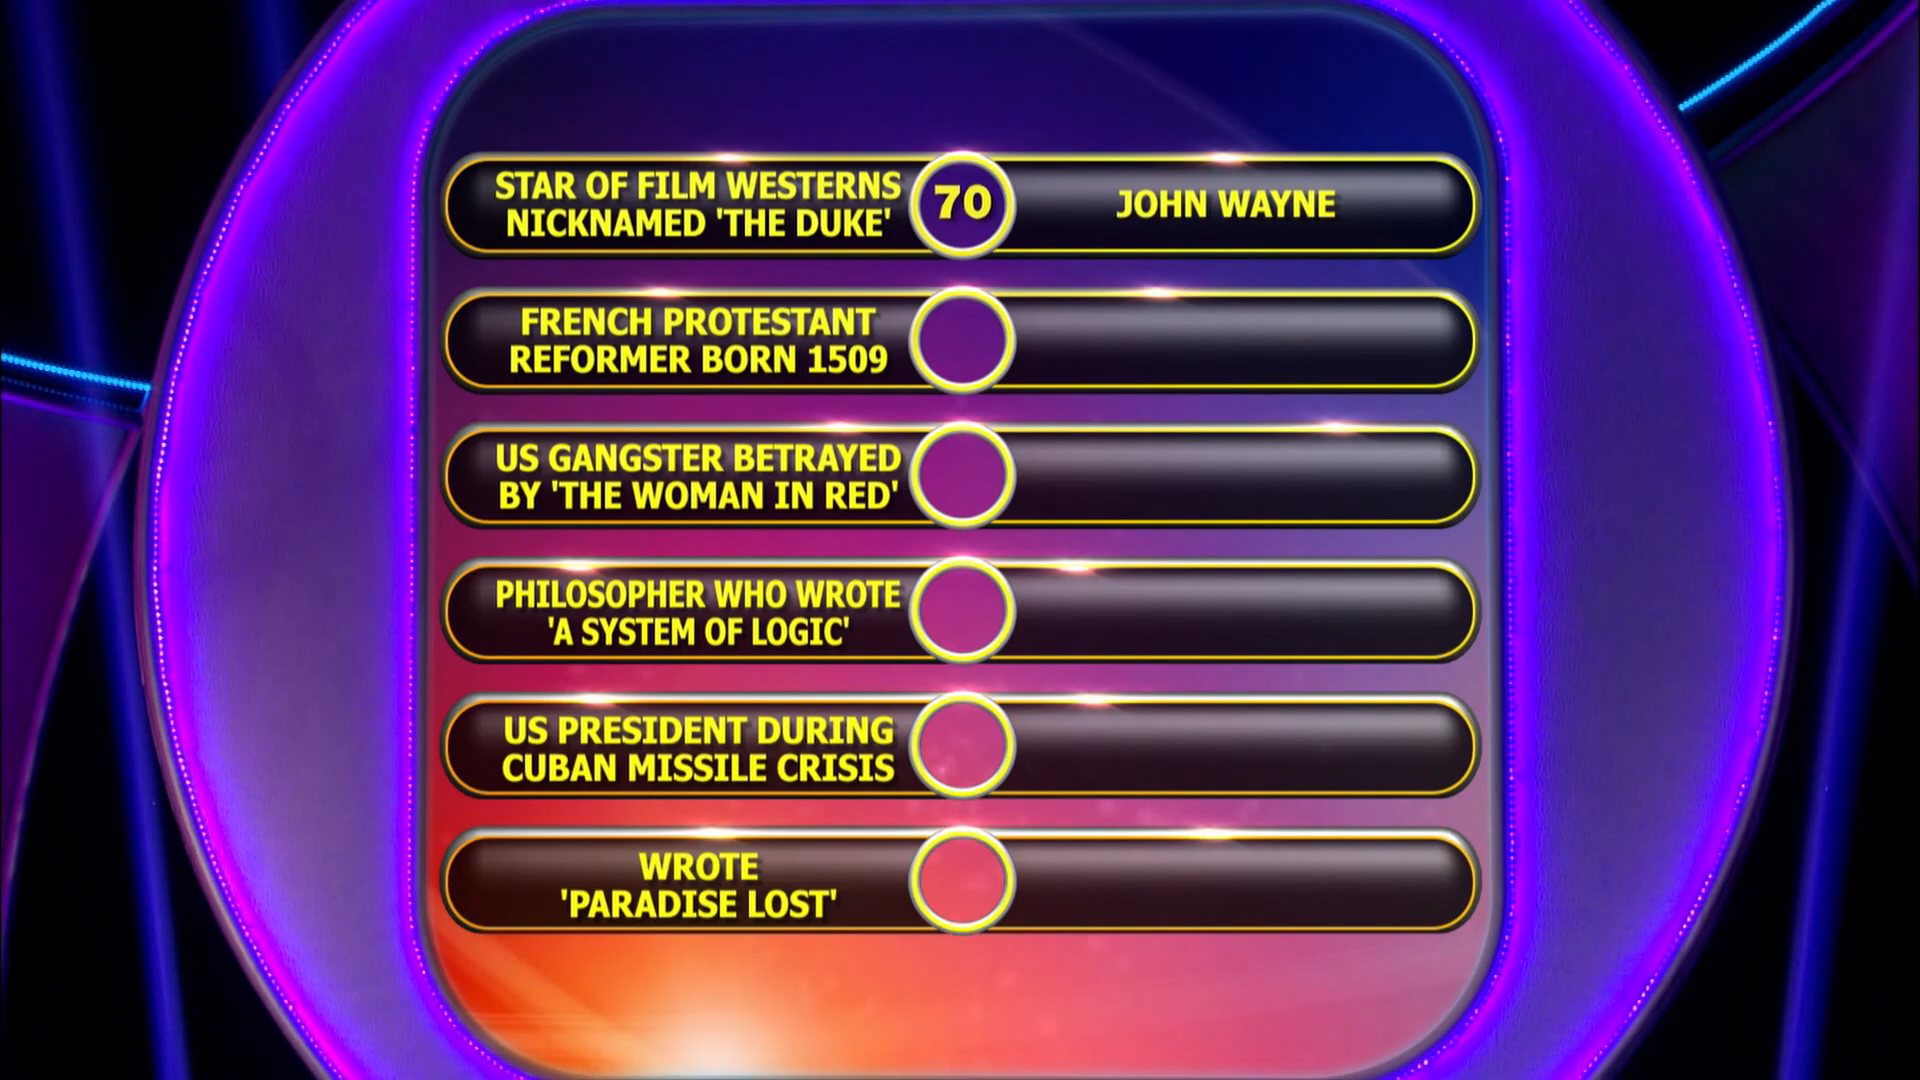 STAR OF FILM WESTERNS
NICKNAMED 'THE DUKE'
70
JOHN WAYNE
FRENCH PROTESTANT
REFORMER BORN 1509
US GANGSTER BETRAYED
BY 'THE WOMAN IN RED'
PHILOSOPHER WHO WROTE
'A SYSTEM OF LOGIC'
US PRESIDENT DURING
CUBAN MISSILE CRISIS
WROTE
'PARADISE LOST'